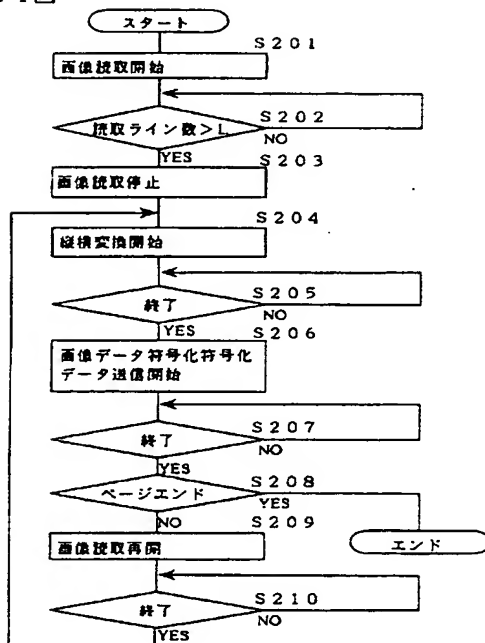 スタート
S201
画像読取開始
S202
読取ライン数>L
NO
YES
S203
画像読取停止
S204
縦横変換開始
S205
終了
NO
YES
S206
画像データ符号化符号化
データ送信開始
S207
終了
NO
YES
S208
ページエンド
YES
NO
S209
エンド
画像読取再開
S210
終了
NO
YES